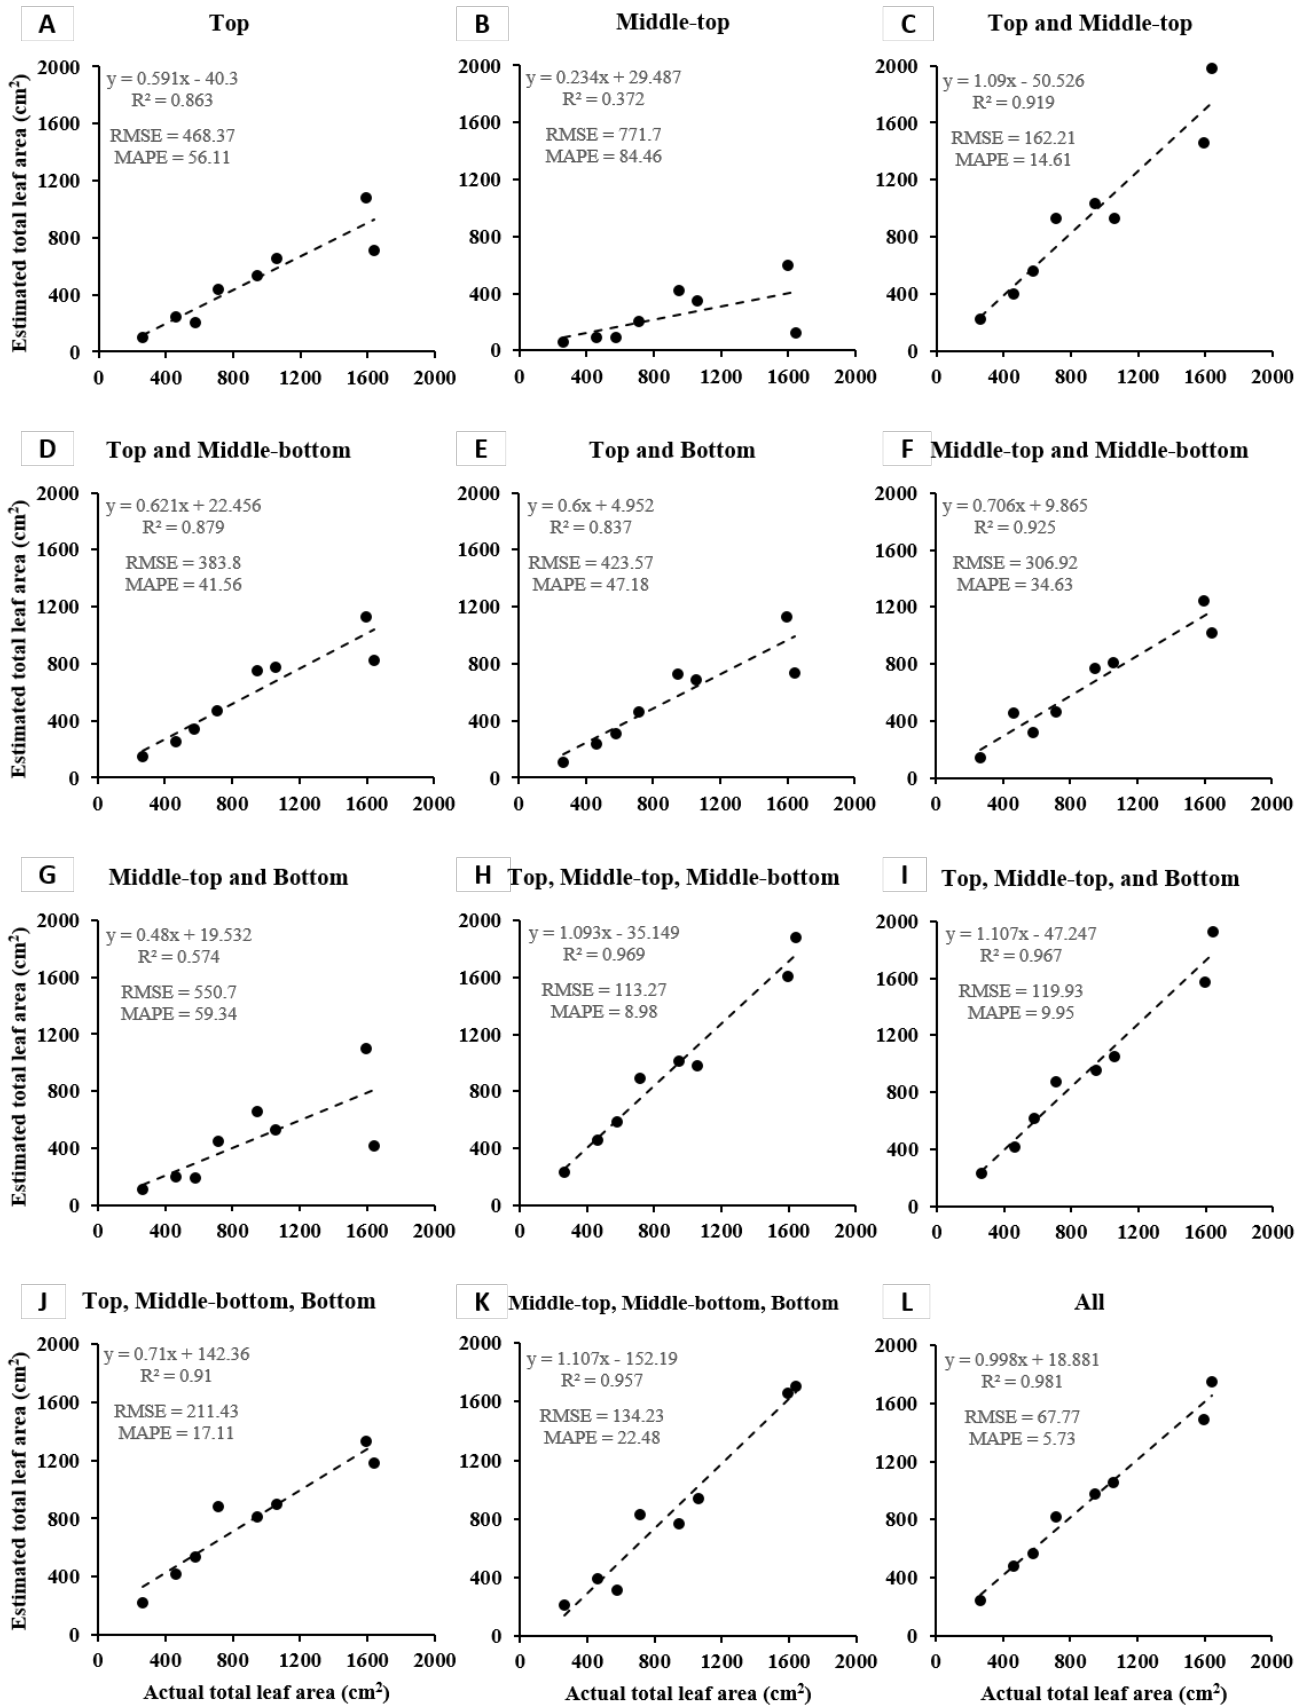 A Top
y = 0.591x - 40.3
R² = 0.863
RMSE = 468.37
MAPE = 56.11
Estimated total leaf area (cm²)
2000
1600
1200
800
400
0
0 400 800 1200 1600 2000
B Middle-top
y = 0.234x + 29.487
R² = 0.372
RMSE = 771.7
MAPE = 84.46
2000
1600
1200
800
400
0
0 400 800 1200 1600 2000
C Top and Middle-top
y = 1.09x - 50.526
R² = 0.919
RMSE = 162.21
MAPE = 14.61
2000
1600
1200
800
400
0
0 400 800 1200 1600 2000
D Top and Middle-bottom
y = 0.621x + 22.456
R² = 0.879
RMSE = 383.8
MAPE = 41.56
Estimated total leaf area (cm²)
2000
1600
1200
800
400
0
0 400 800 1200 1600 2000
E Top and Bottom
y = 0.6x + 4.952
R² = 0.837
RMSE = 423.57
MAPE = 47.18
2000
1600
1200
800
400
0
0 400 800 1200 1600 2000
F Middle-top and Middle-bottom
y = 0.706x + 9.865
R² = 0.925
RMSE = 306.92
MAPE = 34.63
2000
1600
1200
800
400
0
0 400 800 1200 1600 2000
G Middle-top and Bottom
y = 0.48x + 19.532
R² = 0.574
RMSE = 550.7
MAPE = 59.34
Estimated total leaf area (cm²)
2000
1600
1200
800
400
0
0 400 800 1200 1600 2000
H Top, Middle-top, Middle-bottom
y = 1.093x - 35.149
R² = 0.969
RMSE = 113.27
MAPE = 8.98
2000
1600
1200
800
400
0
0 400 800 1200 1600 2000
I Top, Middle-top, and Bottom
y = 1.107x - 47.247
R² = 0.967
RMSE = 119.93
MAPE = 9.95
2000
1600
1200
800
400
0
0 400 800 1200 1600 2000
J Top, Middle-bottom, Bottom
y = 0.71x + 142.36
R² = 0.91
RMSE = 211.43
MAPE = 17.11
Estimated total leaf area (cm²)
2000
1600
1200
800
400
0
0 400 800 1200 1600 2000
Actual total leaf area (cm²)
K Middle-top, Middle-bottom, Bottom
y = 1.107x - 152.19
R² = 0.957
RMSE = 134.23
MAPE = 22.48
2000
1600
1200
800
400
0
0 400 800 1200 1600 2000
Actual total leaf area (cm²)
L All
y = 0.998x + 18.881
R² = 0.981
RMSE = 67.77
MAPE = 5.73
2000
1600
1200
800
400
0
0 400 800 1200 1600 2000
Actual total leaf area (cm²)